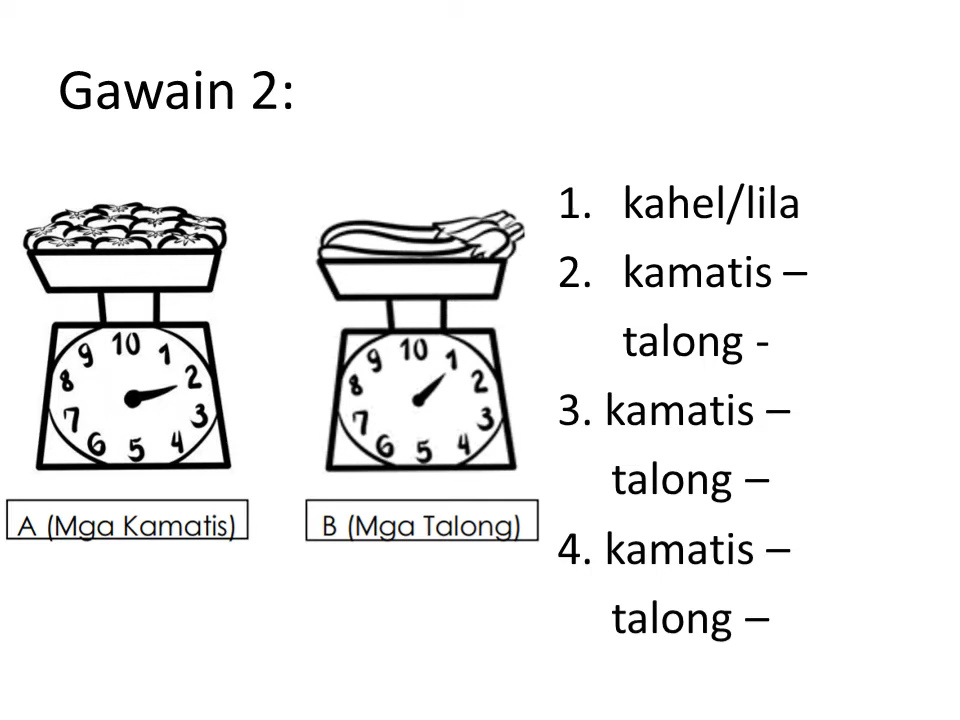 Gawain 2:
10
9 1
8 2
7 3
6 5 4
A (Mga Kamatis)
10
9 1
8 2
7 3
6 5 4
B (Mga Talong)
1. kahel/lila
2. kamatis –
talong -
3. kamatis –
talong –
4. kamatis –
talong –